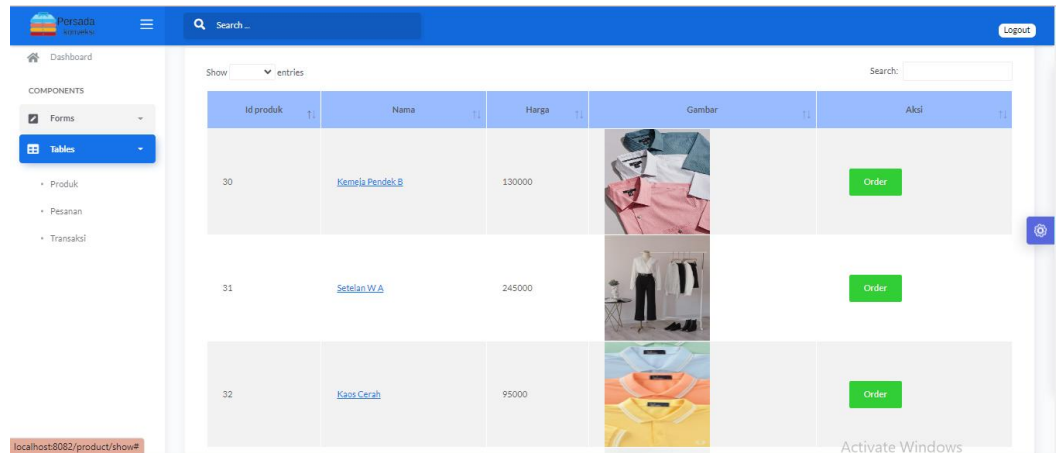 Persada
konveksi
Search ...
Logout
Dashboard
COMPONENTS
Forms
Tables
Produk
Pesanan
Transaksi
Show entries
Search:
Id produk Nama Harga Gambar Aksi
30 Kemeja Pendek B 130000 Order
31 Setelan W A 245000 Order
32 Kaos Cerah 95000 Order
localhost:8082/product/show#
Activate Windows